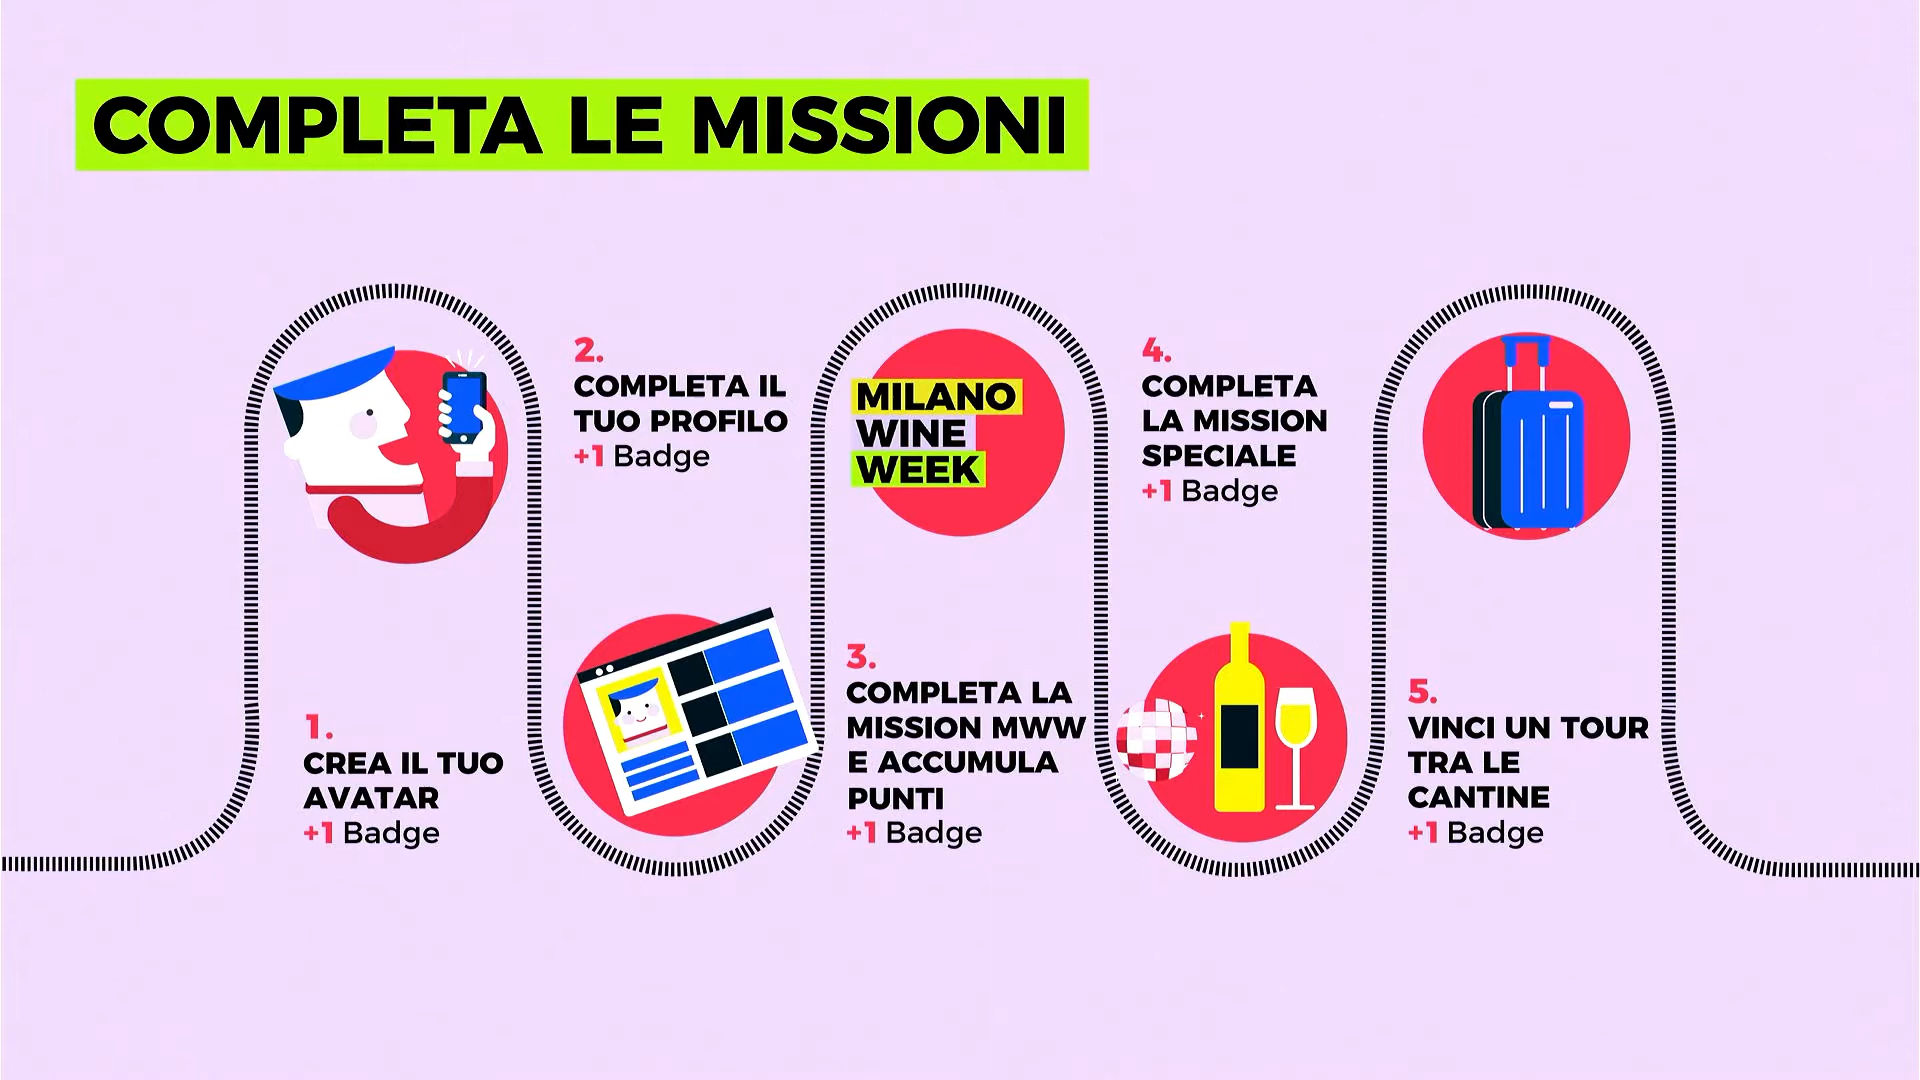 COMPLETA LE MISSIONI
1.
CREA IL TUO
AVATAR
+1 Badge
2.
COMPLETA IL
TUO PROFILO
+1 Badge
MILANO
WINE
WEEK
3.
COMPLETA LA
MISSION MWW
E ACCUMULA
PUNTI
+1 Badge
4.
COMPLETA
LA MISSION
SPECIALE
+1 Badge
5.
VINCI UN TOUR
TRA LE
CANTINE
+1 Badge